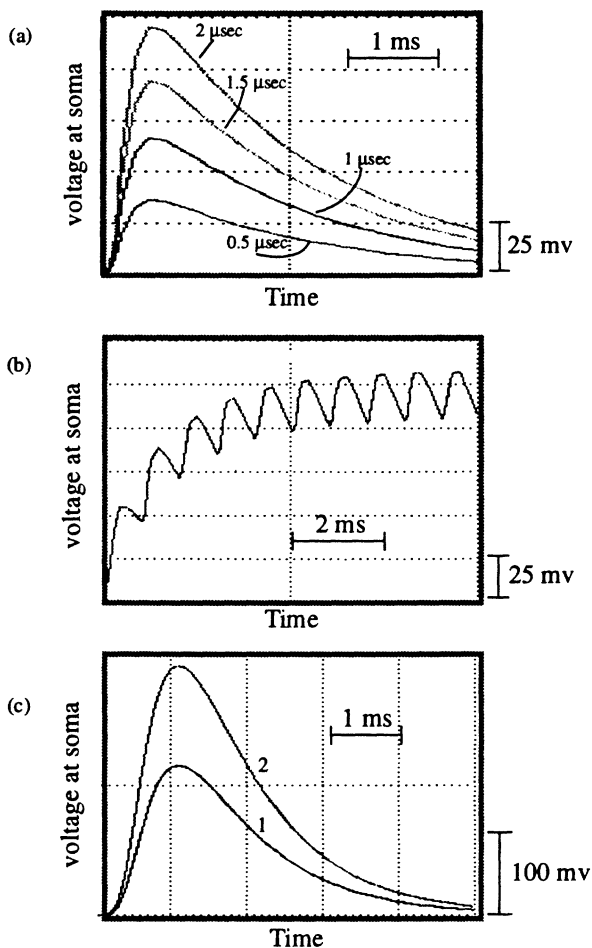 (a)
voltage at soma
2 μsec
1.5 μsec
1 μsec
0.5 μsec
1 ms
25 mv
Time
(b)
voltage at soma
2 ms
25 mv
Time
(c)
voltage at soma
1 ms
2
1
100 mv
Time